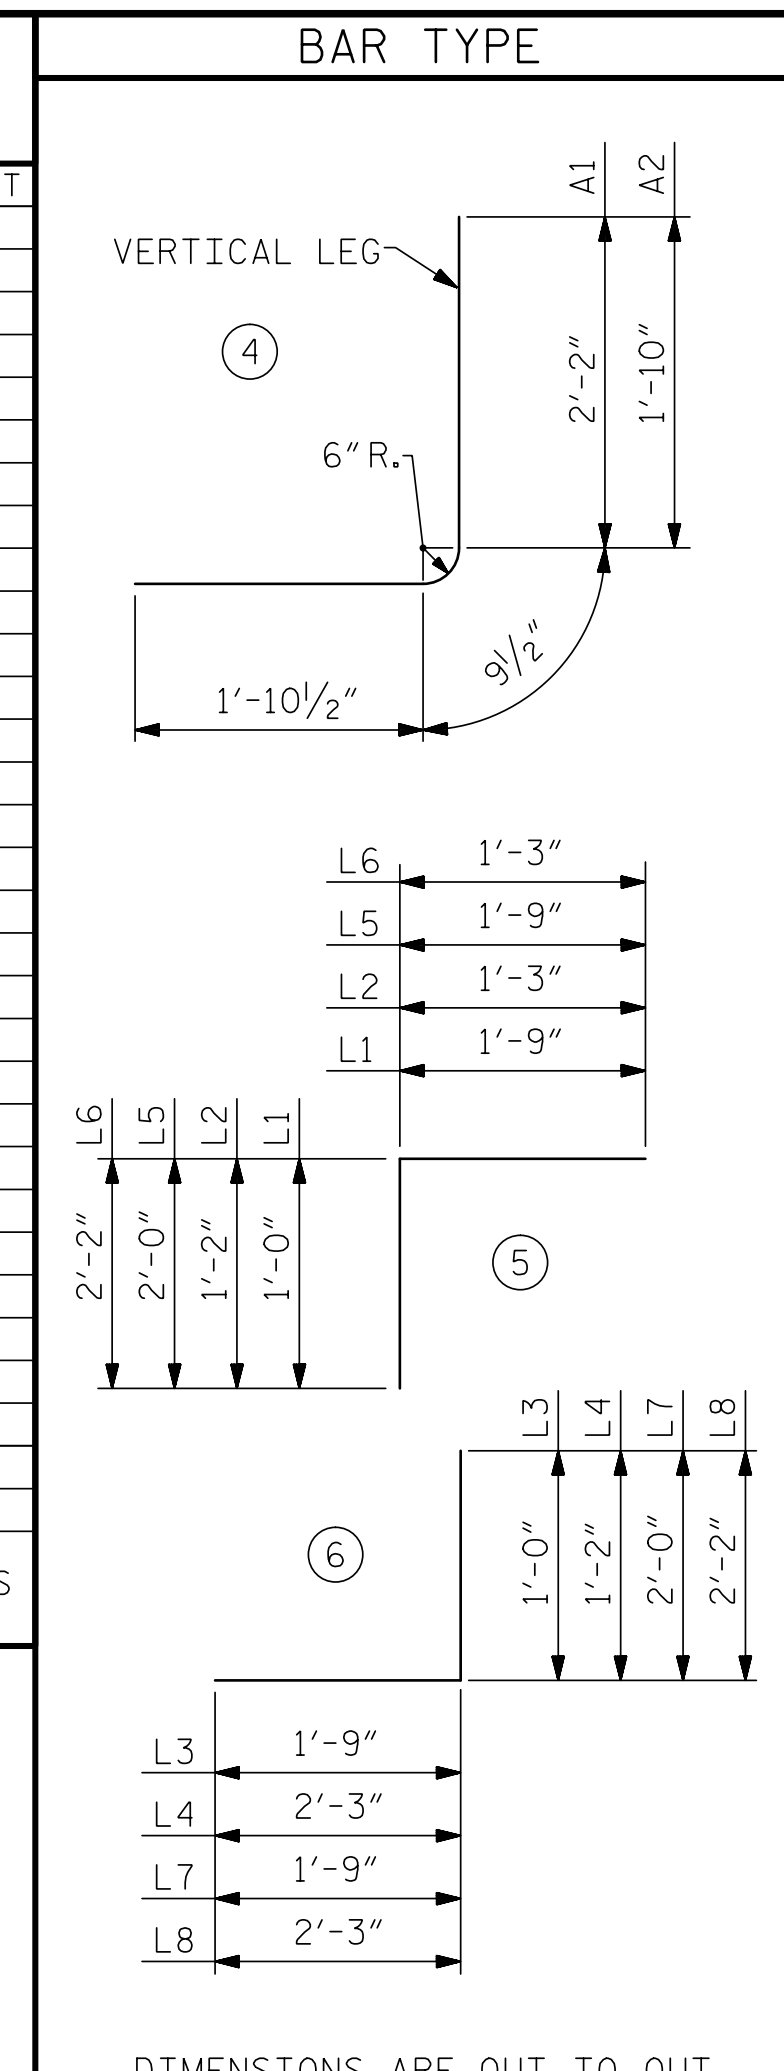 BAR TYPE
T
A1
A2
VERTICAL LEG
4
2'-2"
1'-10"
6" R.
9½"
1'-10½"
L6 1'-3"
L5 1'-9"
L2 1'-3"
L1 1'-9"
L6
L5
L2
L1
2'-2"
2'-0"
1'-2"
1'-0"
5
L3
L4
L7
L8
6
1'-0"
1'-2"
2'-0"
2'-2"
S
L3 1'-9"
L4 2'-3"
L7 1'-9"
L8 2'-3"
DIMENSIONS ARE OUT TO OUT